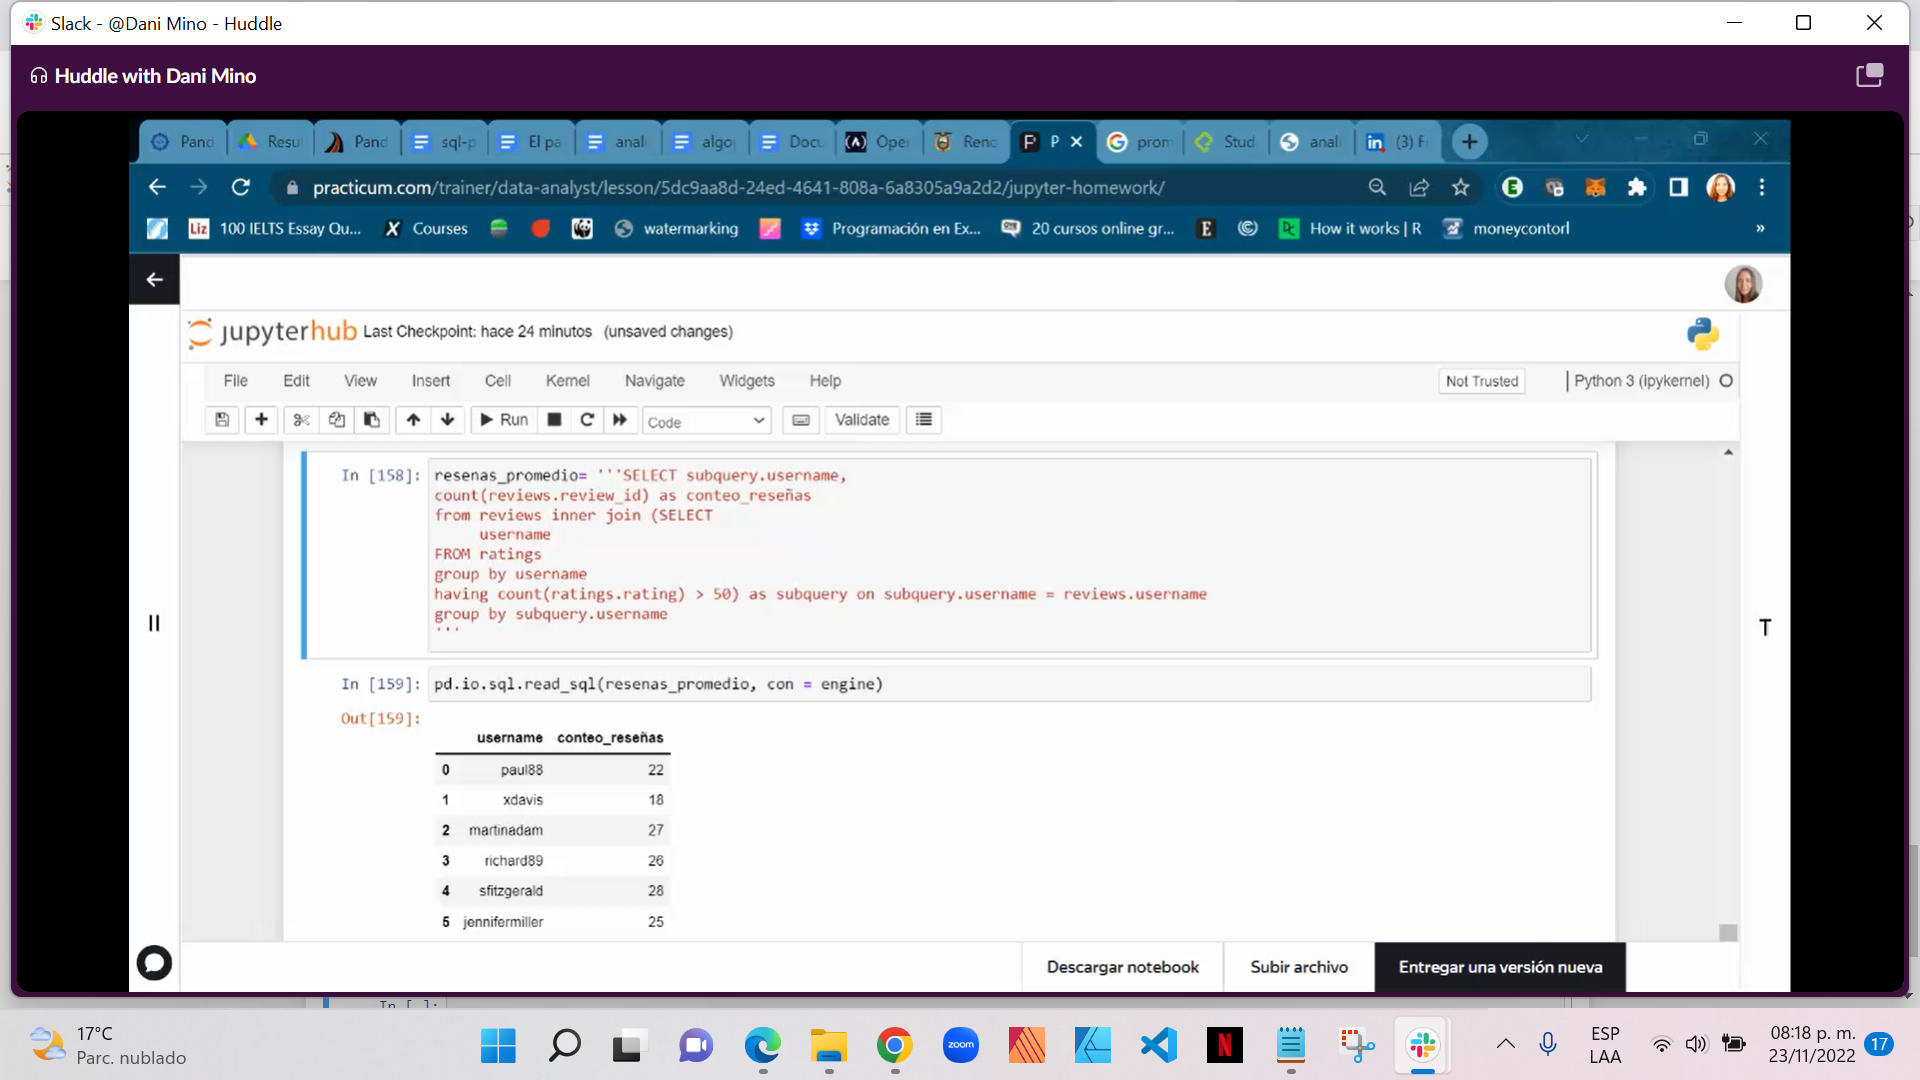 Slack - @Dani Mino - Huddle
Huddle with Dani Mino
Pand
Resu
Pand
sql-p
El pa
anal
algo
Docu
Ope
Reno
P
prom
Stud
anali
(3) F
practicum.com/trainer/data-analyst/lesson/5dc9aa8d-24ed-4641-808a-6a8305a9a2d2/jupyter-homework/
Liz 100 IELTS Essay Qu...
Courses
watermarking
Programación en Ex...
20 cursos online gr...
How it works | R
moneycontorl
»
jupyterhub Last Checkpoint: hace 24 minutos (unsaved changes)
File Edit View Insert Cell Kernel Navigate Widgets Help
Not Trusted
Python 3 (ipykernel)
Run
Code
Validate
In [158]:
resenas_promedio= '''SELECT subquery.username,
count(reviews.review_id) as conteo_reseñas
from reviews inner join (SELECT
username
FROM ratings
group by username
having count(ratings.rating) > 50) as subquery on subquery.username = reviews.username
group by subquery.username
'''
In [159]: pd.io.sql.read_sql(resenas_promedio, con = engine)
Out[159]:
username conteo_reseñas
0 paul88 22
1 xdavis 18
2 martinadam 27
3 richard89 26
4 sfitzgerald 28
5 jennifermiller 25
T
Descargar notebook
Subir archivo
Entregar una versión nueva
In [ ]:
17°C
Parc. nublado
zoom
N
ESP
LAA
08:18 p. m.
23/11/2022
17